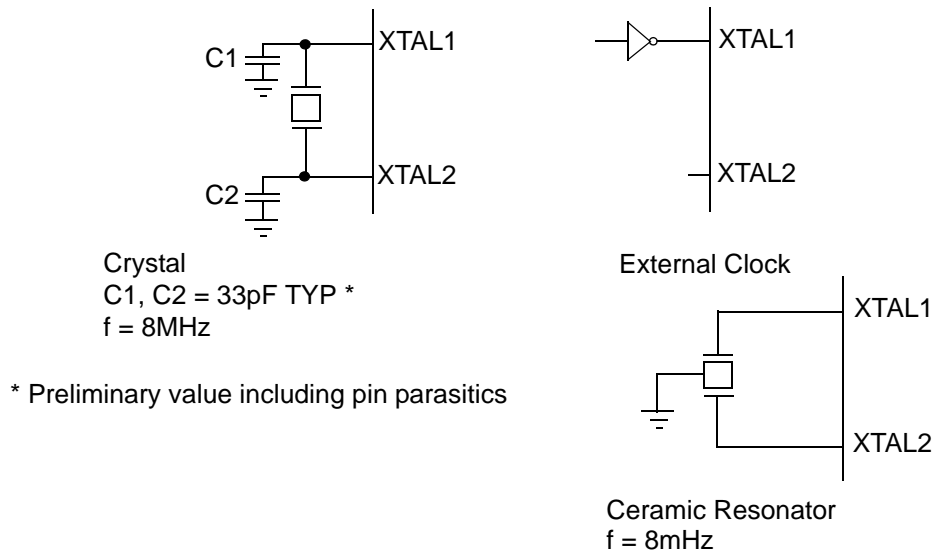 C1
XTAL1
C2
XTAL2
Crystal
C1, C2 = 33pF TYP *
f = 8MHz
* Preliminary value including pin parasitics
XTAL1
XTAL2
External Clock
XTAL1
XTAL2
Ceramic Resonator
f = 8mHz